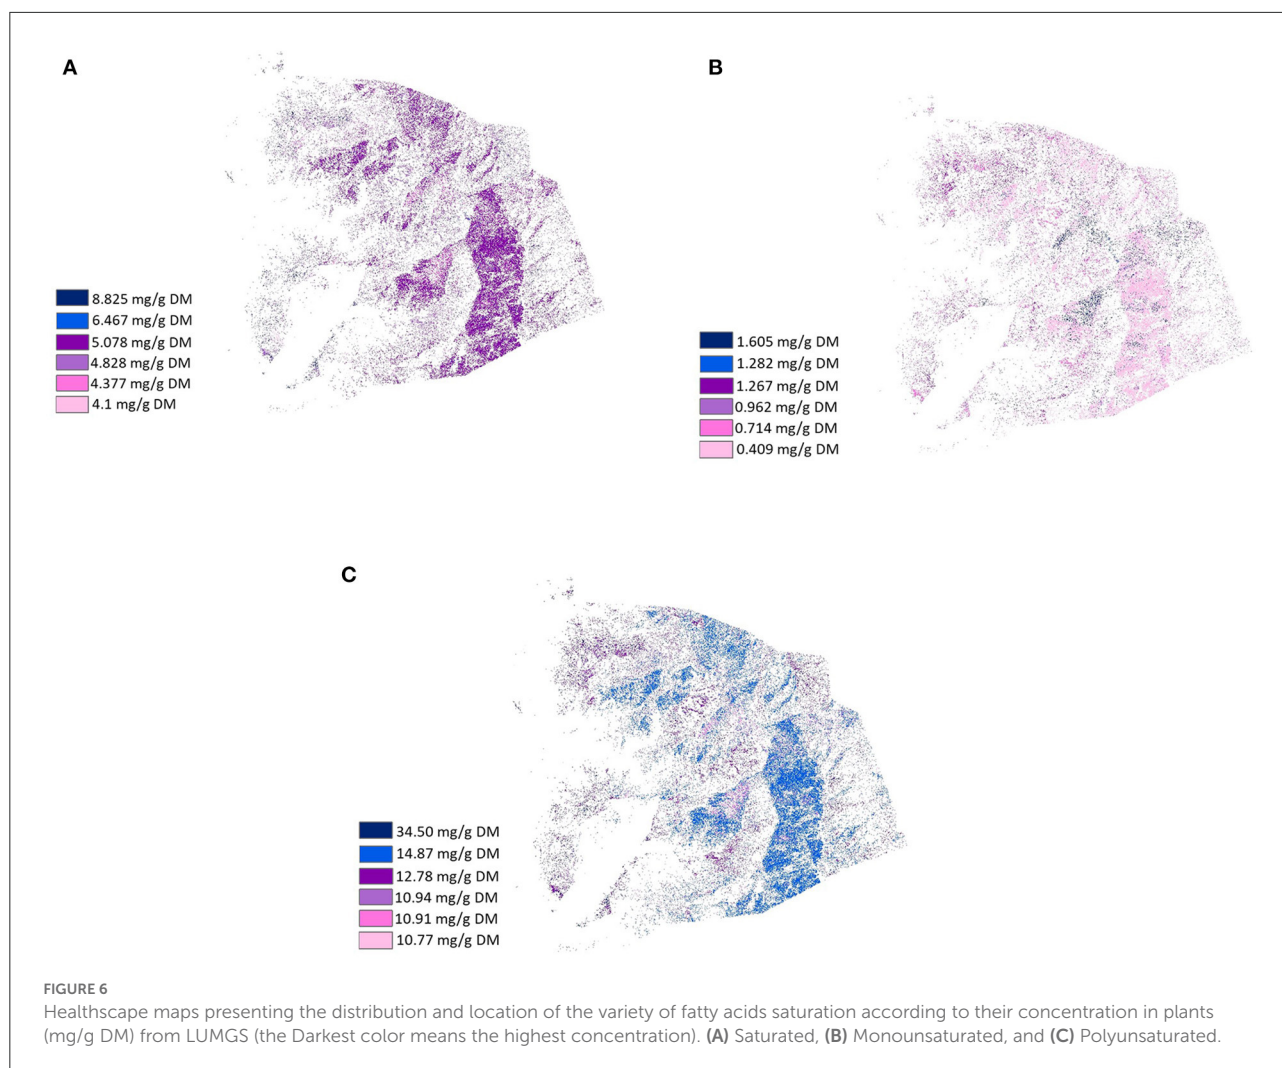 A
8.825 mg/g DM
6.467 mg/g DM
5.078 mg/g DM
4.828 mg/g DM
4.377 mg/g DM
4.1 mg/g DM
B
1.605 mg/g DM
1.282 mg/g DM
1.267 mg/g DM
0.962 mg/g DM
0.714 mg/g DM
0.409 mg/g DM
C
34.50 mg/g DM
14.87 mg/g DM
12.78 mg/g DM
10.94 mg/g DM
10.91 mg/g DM
10.77 mg/g DM
FIGURE 6
Healthscape maps presenting the distribution and location of the variety of fatty acids saturation according to their concentration in plants
(mg/g DM) from LUMGS (the Darkest color means the highest concentration). (A) Saturated, (B) Monounsaturated, and (C) Polyunsaturated.